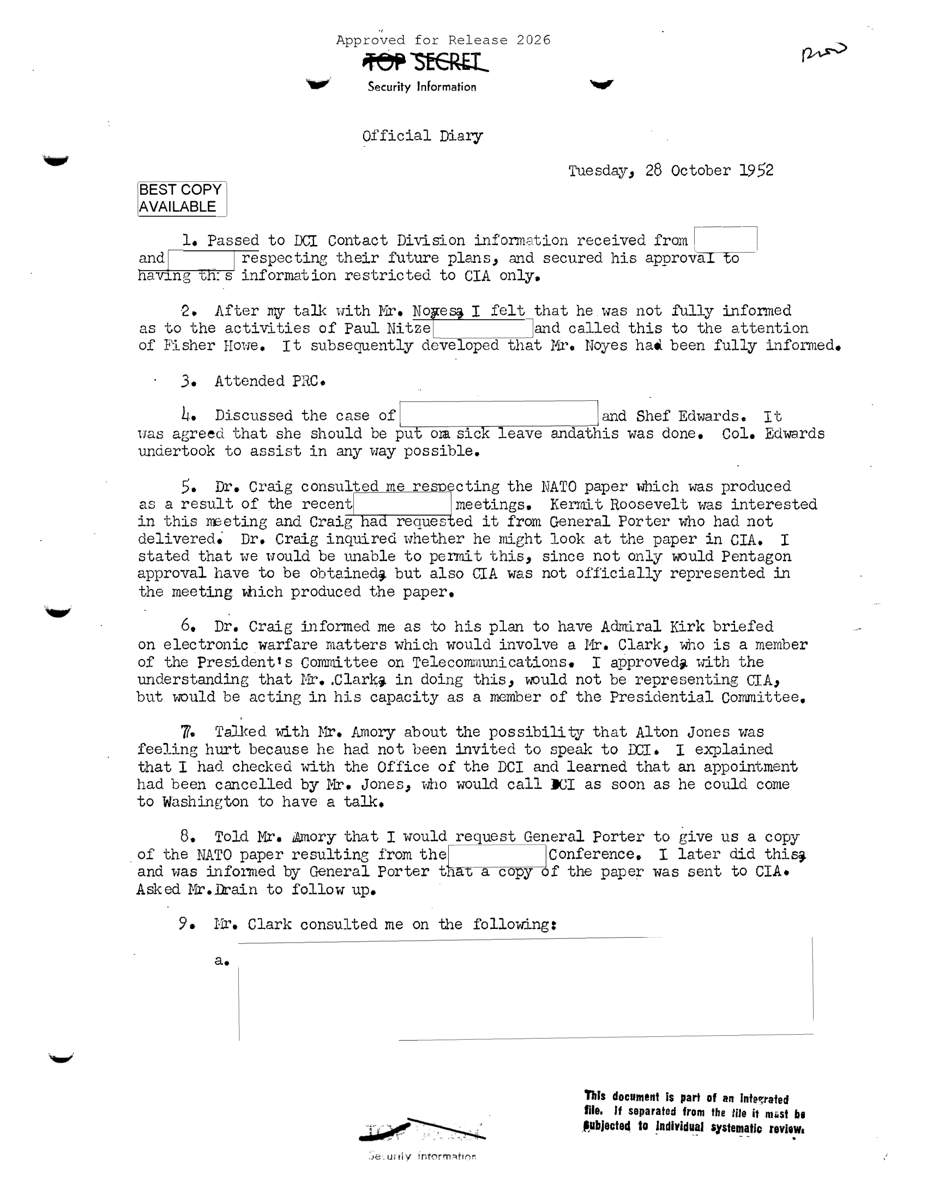 Approved for Release 2026
TOP SECRET
Security Information
Official Diary
Tuesday, 28 October 1952
BEST COPY
AVAILABLE
1. Passed to DCI Contact Division information received from
and respecting their future plans, and secured his approval to
having this information restricted to CIA only.
2. After my talk with Mr. Noyes, I felt that he was not fully informed
as to the activities of Paul Nitze and called this to the attention
of Fisher Howe. It subsequently developed that Mr. Noyes had been fully informed.
3. Attended PRC.
4. Discussed the case of and Shef Edwards. It
was agreed that she should be put on sick leave andathis was done. Col. Edwards
undertook to assist in any way possible.
5. Dr. Craig consulted me respecting the NATO paper which was produced
as a result of the recent meetings. Kermit Roosevelt was interested
in this meeting and Craig had requested it from General Porter who had not
delivered. Dr. Craig inquired whether he might look at the paper in CIA. I
stated that we would be unable to permit this, since not only would Pentagon
approval have to be obtained, but also CIA was not officially represented in
the meeting which produced the paper.
6. Dr. Craig informed me as to his plan to have Admiral Kirk briefed
on electronic warfare matters which would involve a Mr. Clark, who is a member
of the President's Committee on Telecommunications. I approved, with the
understanding that Mr. Clark, in doing this, would not be representing CIA,
but would be acting in his capacity as a member of the Presidential Committee.
7. Talked with Mr. Amory about the possibility that Alton Jones was
feeling hurt because he had not been invited to speak to DCI. I explained
that I had checked with the Office of the DCI and learned that an appointment
had been cancelled by Mr. Jones, who would call DCI as soon as he could come
to Washington to have a talk.
8. Told Mr. Amory that I would request General Porter to give us a copy
of the NATO paper resulting from the Conference. I later did this,
and was informed by General Porter that a copy of the paper was sent to CIA.
Asked Mr.Drain to follow up.
9. Mr. Clark consulted me on the following:
a.
This document is part of an integrated
file. If separated from the file it must be
subjected to individual systematic review.
TOP
Security Information